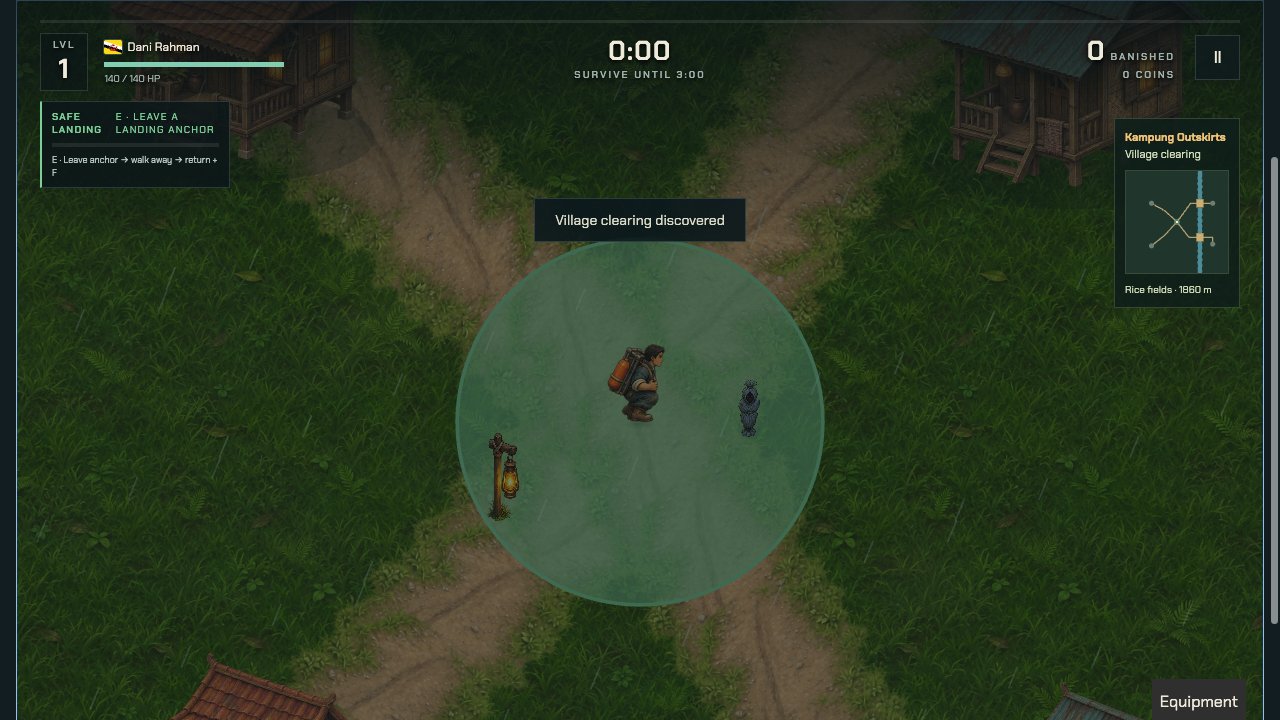 LVL
1
Dani Rahman
140 / 140 HP
0:00
SURVIVE UNTIL 3:00
0 BANISHED
0 COINS
II
SAFE LANDING
E · LEAVE A LANDING ANCHOR
E · Leave anchor → walk away → return +
F
Kampung Outskirts
Village clearing
Rice fields · 1860 m
Village clearing discovered
Equipment